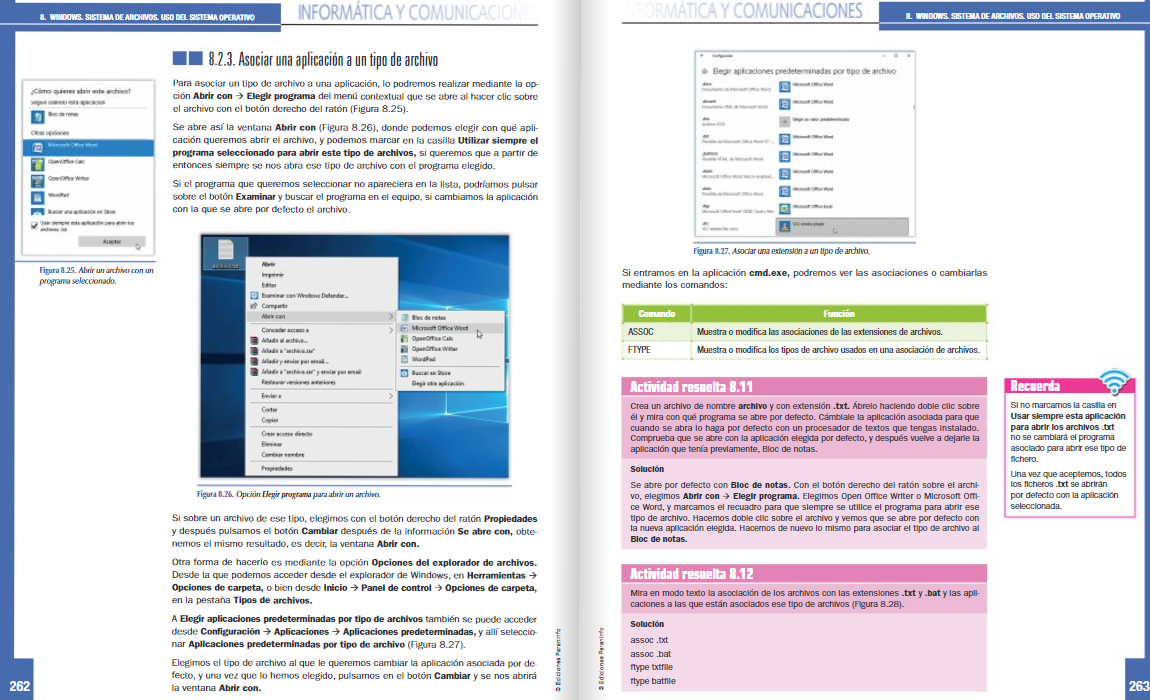 8. WINDOWS. SISTEMA DE ARCHIVOS. USO DEL SISTEMA OPERATIVO
INFORMÁTICA Y COMUNICACIONES
8.2.3. Asociar una aplicación a un tipo de archivo
¿Cómo quieres abrir este archivo?
Seguir usando esta aplicación
Bloc de notas
Otras opciones
Microsoft Office Word
OpenOffice Calc
OpenOffice Writer
WordPad
Buscar una aplicación en Store
Usar siempre esta aplicación para abrir los
archivos .txt
Aceptar
Figura 8.25. Abrir un archivo con un
programa seleccionado.
Para asociar un tipo de archivo a una aplicación, lo podremos realizar mediante la op-
ción Abrir con → Elegir programa del menú contextual que se abre al hacer clic sobre
el archivo con el botón derecho del ratón (Figura 8.25).
Se abre así la ventana Abrir con (Figura 8.26), donde podemos elegir con qué apli-
cación queremos abrir el archivo, y podemos marcar en la casilla Utilizar siempre el
programa seleccionado para abrir este tipo de archivos, si queremos que a partir de
entonces siempre se nos abra ese tipo de archivo con el programa elegido.
Si el programa que queremos seleccionar no apareciera en la lista, podríamos pulsar
sobre el botón Examinar y buscar el programa en el equipo, si cambiamos la aplicación
con la que se abre por defecto el archivo.
Abrir
Imprimir
Editar
Examinar con Windows Defender...
Compartir
Abrir con
Conceder acceso a
Añadir al archivo...
Añadir a "archivo.rar"
Añadir y enviar por email...
Añadir a "archivo.rar" y enviar por email
Restaurar versiones anteriores
Enviar a
Cortar
Copiar
Crear acceso directo
Eliminar
Cambiar nombre
Propiedades
Bloc de notas
Microsoft Office Word
OpenOffice Calc
OpenOffice Writer
WordPad
Buscar en Store
Elegir otra aplicación
Figura 8.26. Opción Elegir programa para abrir un archivo.
Si sobre un archivo de ese tipo, elegimos con el botón derecho del ratón Propiedades
y después pulsamos el botón Cambiar después de la información Se abre con, obte-
nemos el mismo resultado, es decir, la ventana Abrir con.
Otra forma de hacerlo es mediante la opción Opciones del explorador de archivos.
Desde la que podemos acceder desde el explorador de Windows, en Herramientas →
Opciones de carpeta, o bien desde Inicio → Panel de control → Opciones de carpeta,
en la pestaña Tipos de archivos.
A Elegir aplicaciones predeterminadas por tipo de archivos también se puede acceder
desde Configuración → Aplicaciones → Aplicaciones predeterminadas, y allí seleccio-
nar Aplicaciones predeterminadas por tipo de archivo (Figura 8.27).
Elegimos el tipo de archivo al que le queremos cambiar la aplicación asociada por de-
fecto, y una vez que lo hemos elegido, pulsamos en el botón Cambiar y se nos abrirá
la ventana Abrir con.
© Ediciones Paraninfo
262
INFORMÁTICA Y COMUNICACIONES
8. WINDOWS. SISTEMA DE ARCHIVOS. USO DEL SISTEMA OPERATIVO
Configuración
Elegir aplicaciones predeterminadas por tipo de archivo
Microsoft Office Word
Microsoft Office Word
Elegir un valor predeterminado
Microsoft Office Word
Microsoft Office Word
Microsoft Office Word
Microsoft Office Word
Microsoft Office Excel
VLC media player
Figura 8.27. Asociar una extensión a un tipo de archivo.
Si entramos en la aplicación cmd.exe, podremos ver las asociaciones o cambiarlas
mediante los comandos:
Comando Función
ASSOC Muestra o modifica las asociaciones de las extensiones de archivos.
FTYPE Muestra o modifica los tipos de archivo usados en una asociación de archivos.
Actividad resuelta 8.11
Crea un archivo de nombre archivo y con extensión .txt. Ábrelo haciendo doble clic sobre
él y mira con qué programa se abre por defecto. Cámbiale la aplicación asociada para que
cuando se abra lo haga por defecto con un procesador de textos que tengas instalado.
Comprueba que se abre con la aplicación elegida por defecto, y después vuelve a dejarle la
aplicación que tenía previamente, Bloc de notas.
Solución
Se abre por defecto con Bloc de notas. Con el botón derecho del ratón sobre el archi-
vo, elegimos Abrir con → Elegir programa. Elegimos Open Office Writer o Microsoft Offi-
ce Word, y marcamos el recuadro para que siempre se utilice el programa para abrir ese
tipo de archivo. Hacemos doble clic sobre el archivo y vemos que se abre por defecto con
la nueva aplicación elegida. Hacemos de nuevo lo mismo para asociar el tipo de archivo al
Bloc de notas.
Recuerda
Si no marcamos la casilla en
Usar siempre esta aplicación
para abrir los archivos .txt
no se cambiará el programa
asociado para abrir ese tipo de
fichero.
Una vez que aceptemos, todos
los ficheros .txt se abrirán
por defecto con la aplicación
seleccionada.
Actividad resuelta 8.12
Mira en modo texto la asociación de los archivos con las extensiones .txt y .bat y las apli-
caciones a las que están asociados ese tipo de archivos (Figura 8.28).
Solución
assoc .txt
assoc .bat
ftype txtfile
ftype batfile
© Ediciones Paraninfo
263